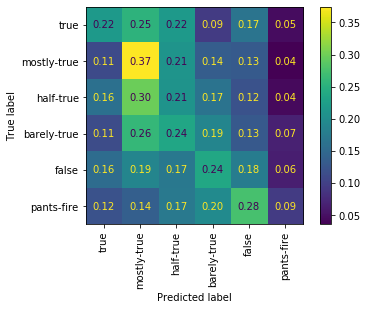 true 0.22 0.25 0.22 0.09 0.17 0.05
mostly-true 0.11 0.37 0.21 0.14 0.13 0.04
half-true 0.16 0.30 0.21 0.17 0.12 0.04
barely-true 0.11 0.26 0.24 0.19 0.13 0.07
false 0.16 0.19 0.17 0.24 0.18 0.06
pants-fire 0.12 0.14 0.17 0.20 0.28 0.09
True label
true mostly-true half-true barely-true false pants-fire
Predicted label
0.35
0.30
0.25
0.20
0.15
0.10
0.05